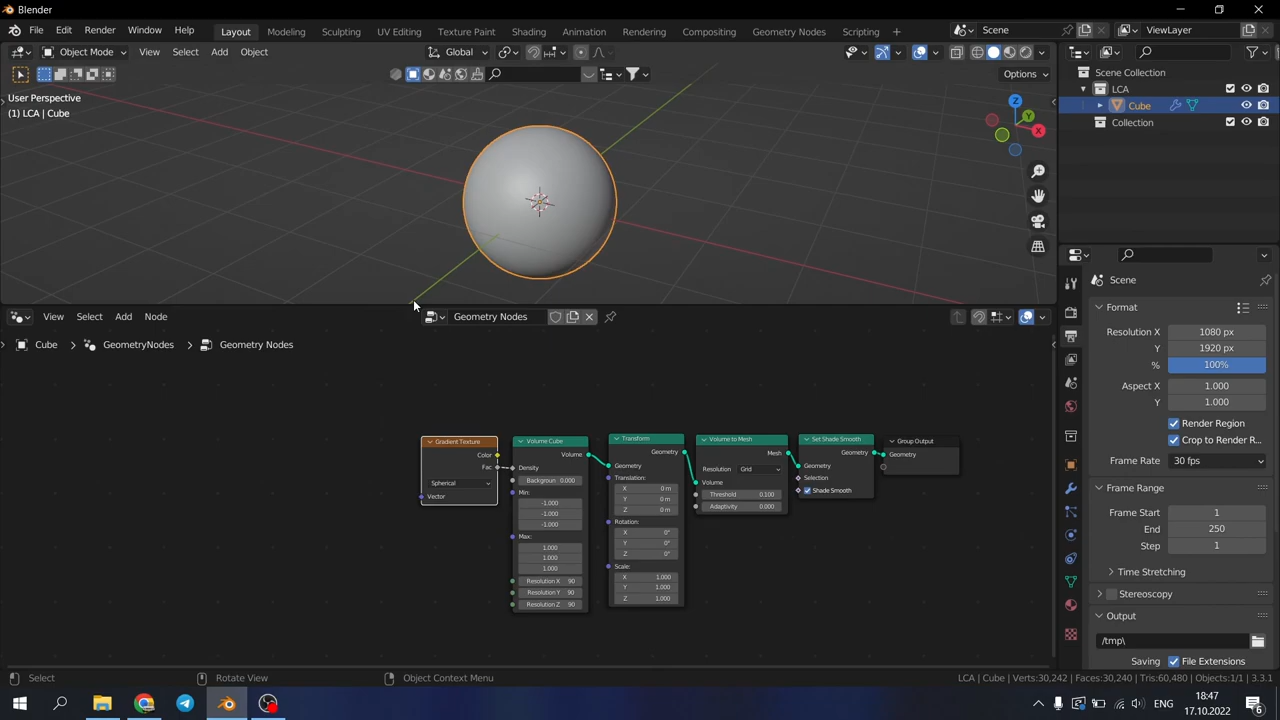 Blender
File Edit Render Window Help Layout Modeling Sculpting UV Editing Texture Paint Shading Animation Rendering Compositing Geometry Nodes Scripting + Scene ViewLayer
Object Mode View Select Add Object Global
Options
User Perspective
(1) LCA | Cube
Z
Y
X
Scene Collection
LCA
Cube
Collection
View Select Add Node Geometry Nodes
Cube > GeometryNodes > Geometry Nodes
Gradient Texture
Color
Fac
Spherical
Vector
Volume Cube
Volume
Density
Backgroun 0.000
Min:
-1.000
-1.000
-1.000
Max:
1.000
1.000
1.000
Resolution X 90
Resolution Y 90
Resolution Z 90
Transform
Geometry
Geometry
Translation:
X 0 m
Y 0 m
Z 0 m
Rotation:
X 0°
Y 0°
Z 0°
Scale:
X 1.000
Y 1.000
Z 1.000
Volume to Mesh
Mesh
Resolution Grid
Volume
Threshold 0.100
Adaptivity 0.000
Set Shade Smooth
Geometry
Geometry
Selection
Shade Smooth
Group Output
Geometry
Scene
Format
Resolution X 1080 px
Y 1920 px
% 100%
Aspect X 1.000
Y 1.000
Render Region
Crop to Render R...
Frame Rate 30 fps
Frame Range
Frame Start 1
End 250
Step 1
Time Stretching
Stereoscopy
Output
/tmp\
Saving File Extensions
Select Rotate View Object Context Menu LCA | Cube | Verts:30,242 | Faces:30,240 | Tris:60,480 | Objects:1/1 | 3.3.1
ENG 18:47
17.10.2022
6